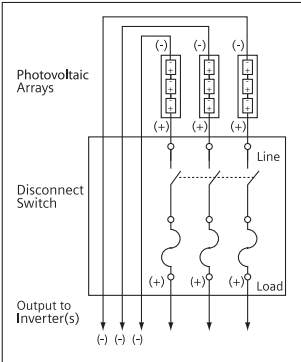 (-) (-) (-)
- - -
+ + +
- - -
+ + +
- - -
+ + +
Photovoltaic
Arrays
(+) (+) (+)
Line
Disconnect
Switch
(+) (+) (+)
Load
Output to
Inverter(s)
(-) (-) (-)